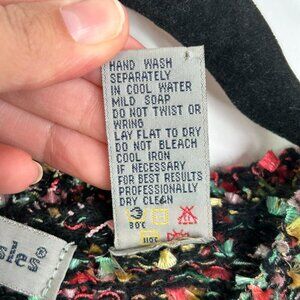 HAND WASH
SEPARATELY
IN COOL WATER
MILD SOAP
DO NOT TWIST OR
WRING
LAY FLAT TO DRY
DO NOT BLEACH
COOL IRON
IF NECESSARY
FOR BEST RESULTS
PROFESSIONALLY
DRY CLEAN
30°C